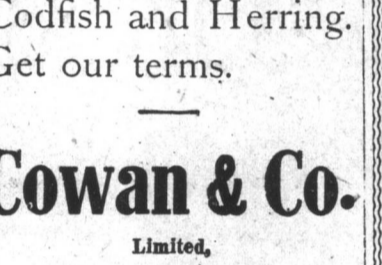 Codfish and Herring.
Get our terms.
Cowan & Co.
Limited,